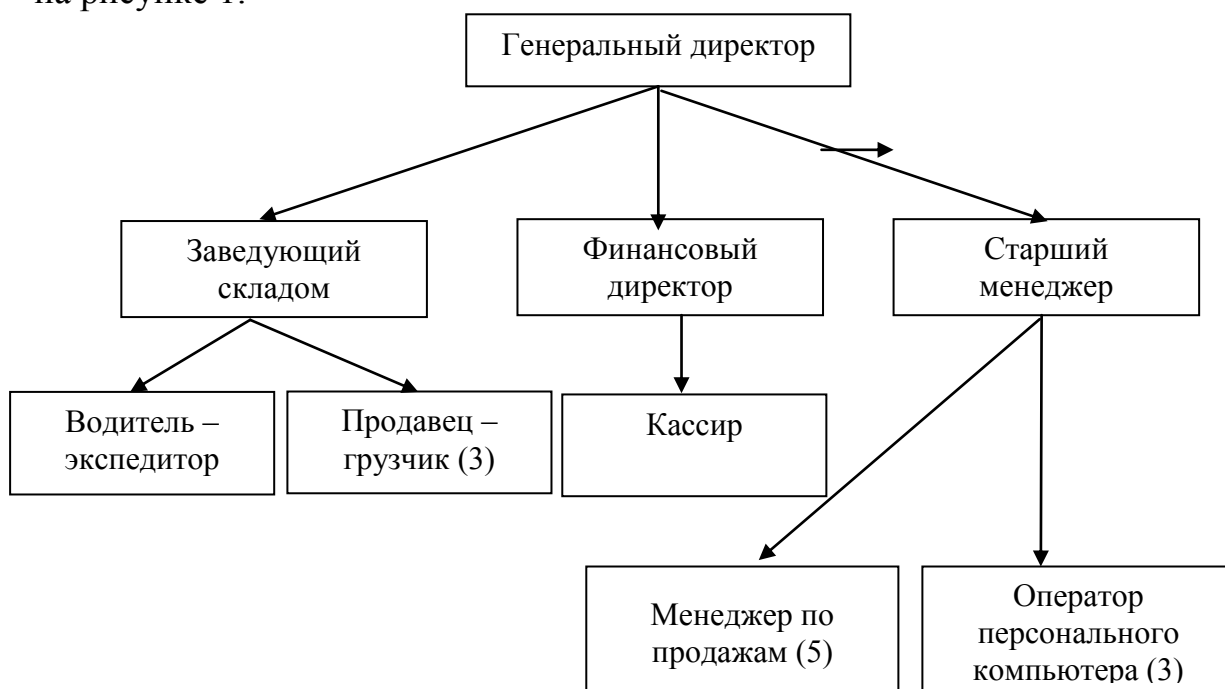 на рисунке 1.
Генеральный директор
Заведующий
складом
Финансовый
директор
Старший
менеджер
Водитель –
экспедитор
Продавец –
грузчик (3)
Кассир
Менеджер по
продажам (5)
Оператор
персонального
компьютера (3)